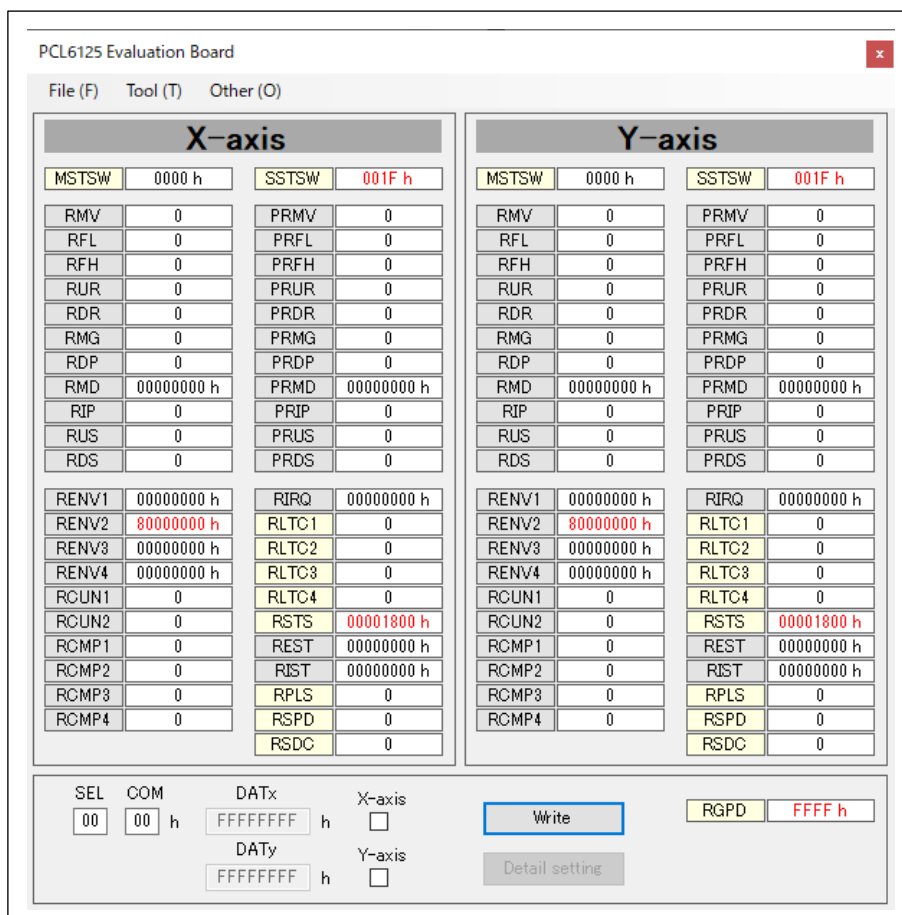 PCL6125 Evaluation Board
x
File (F) Tool (T) Other (O)
X-axis
MSTSW 0000 h SSTSW 001F h
RMV 0 PRMV 0
RFL 0 PRFL 0
RFH 0 PRFH 0
RUR 0 PRUR 0
RDR 0 PRDR 0
RMG 0 PRMG 0
RDP 0 PRDP 0
RMD 00000000 h PRMD 00000000 h
RIP 0 PRIP 0
RUS 0 PRUS 0
RDS 0 PRDS 0
RENV1 00000000 h RIRQ 00000000 h
RENV2 80000000 h RLTC1 0
RENV3 00000000 h RLTC2 0
RENV4 00000000 h RLTC3 0
RCUN1 0 RLTC4 0
RCUN2 0 RSTS 00001800 h
RCMP1 0 REST 00000000 h
RCMP2 0 RIST 00000000 h
RCMP3 0 RPLS 0
RCMP4 0 RSPD 0
RSDC 0
Y-axis
MSTSW 0000 h SSTSW 001F h
RMV 0 PRMV 0
RFL 0 PRFL 0
RFH 0 PRFH 0
RUR 0 PRUR 0
RDR 0 PRDR 0
RMG 0 PRMG 0
RDP 0 PRDP 0
RMD 00000000 h PRMD 00000000 h
RIP 0 PRIP 0
RUS 0 PRUS 0
RDS 0 PRDS 0
RENV1 00000000 h RIRQ 00000000 h
RENV2 80000000 h RLTC1 0
RENV3 00000000 h RLTC2 0
RENV4 00000000 h RLTC3 0
RCUN1 0 RLTC4 0
RCUN2 0 RSTS 00001800 h
RCMP1 0 REST 00000000 h
RCMP2 0 RIST 00000000 h
RCMP3 0 RPLS 0
RCMP4 0 RSPD 0
RSDC 0
SEL COM DATx X-axis
00 00 h FFFFFFFF h Write RGPD FFFF h
DATy Y-axis
FFFFFFFF h Detail setting